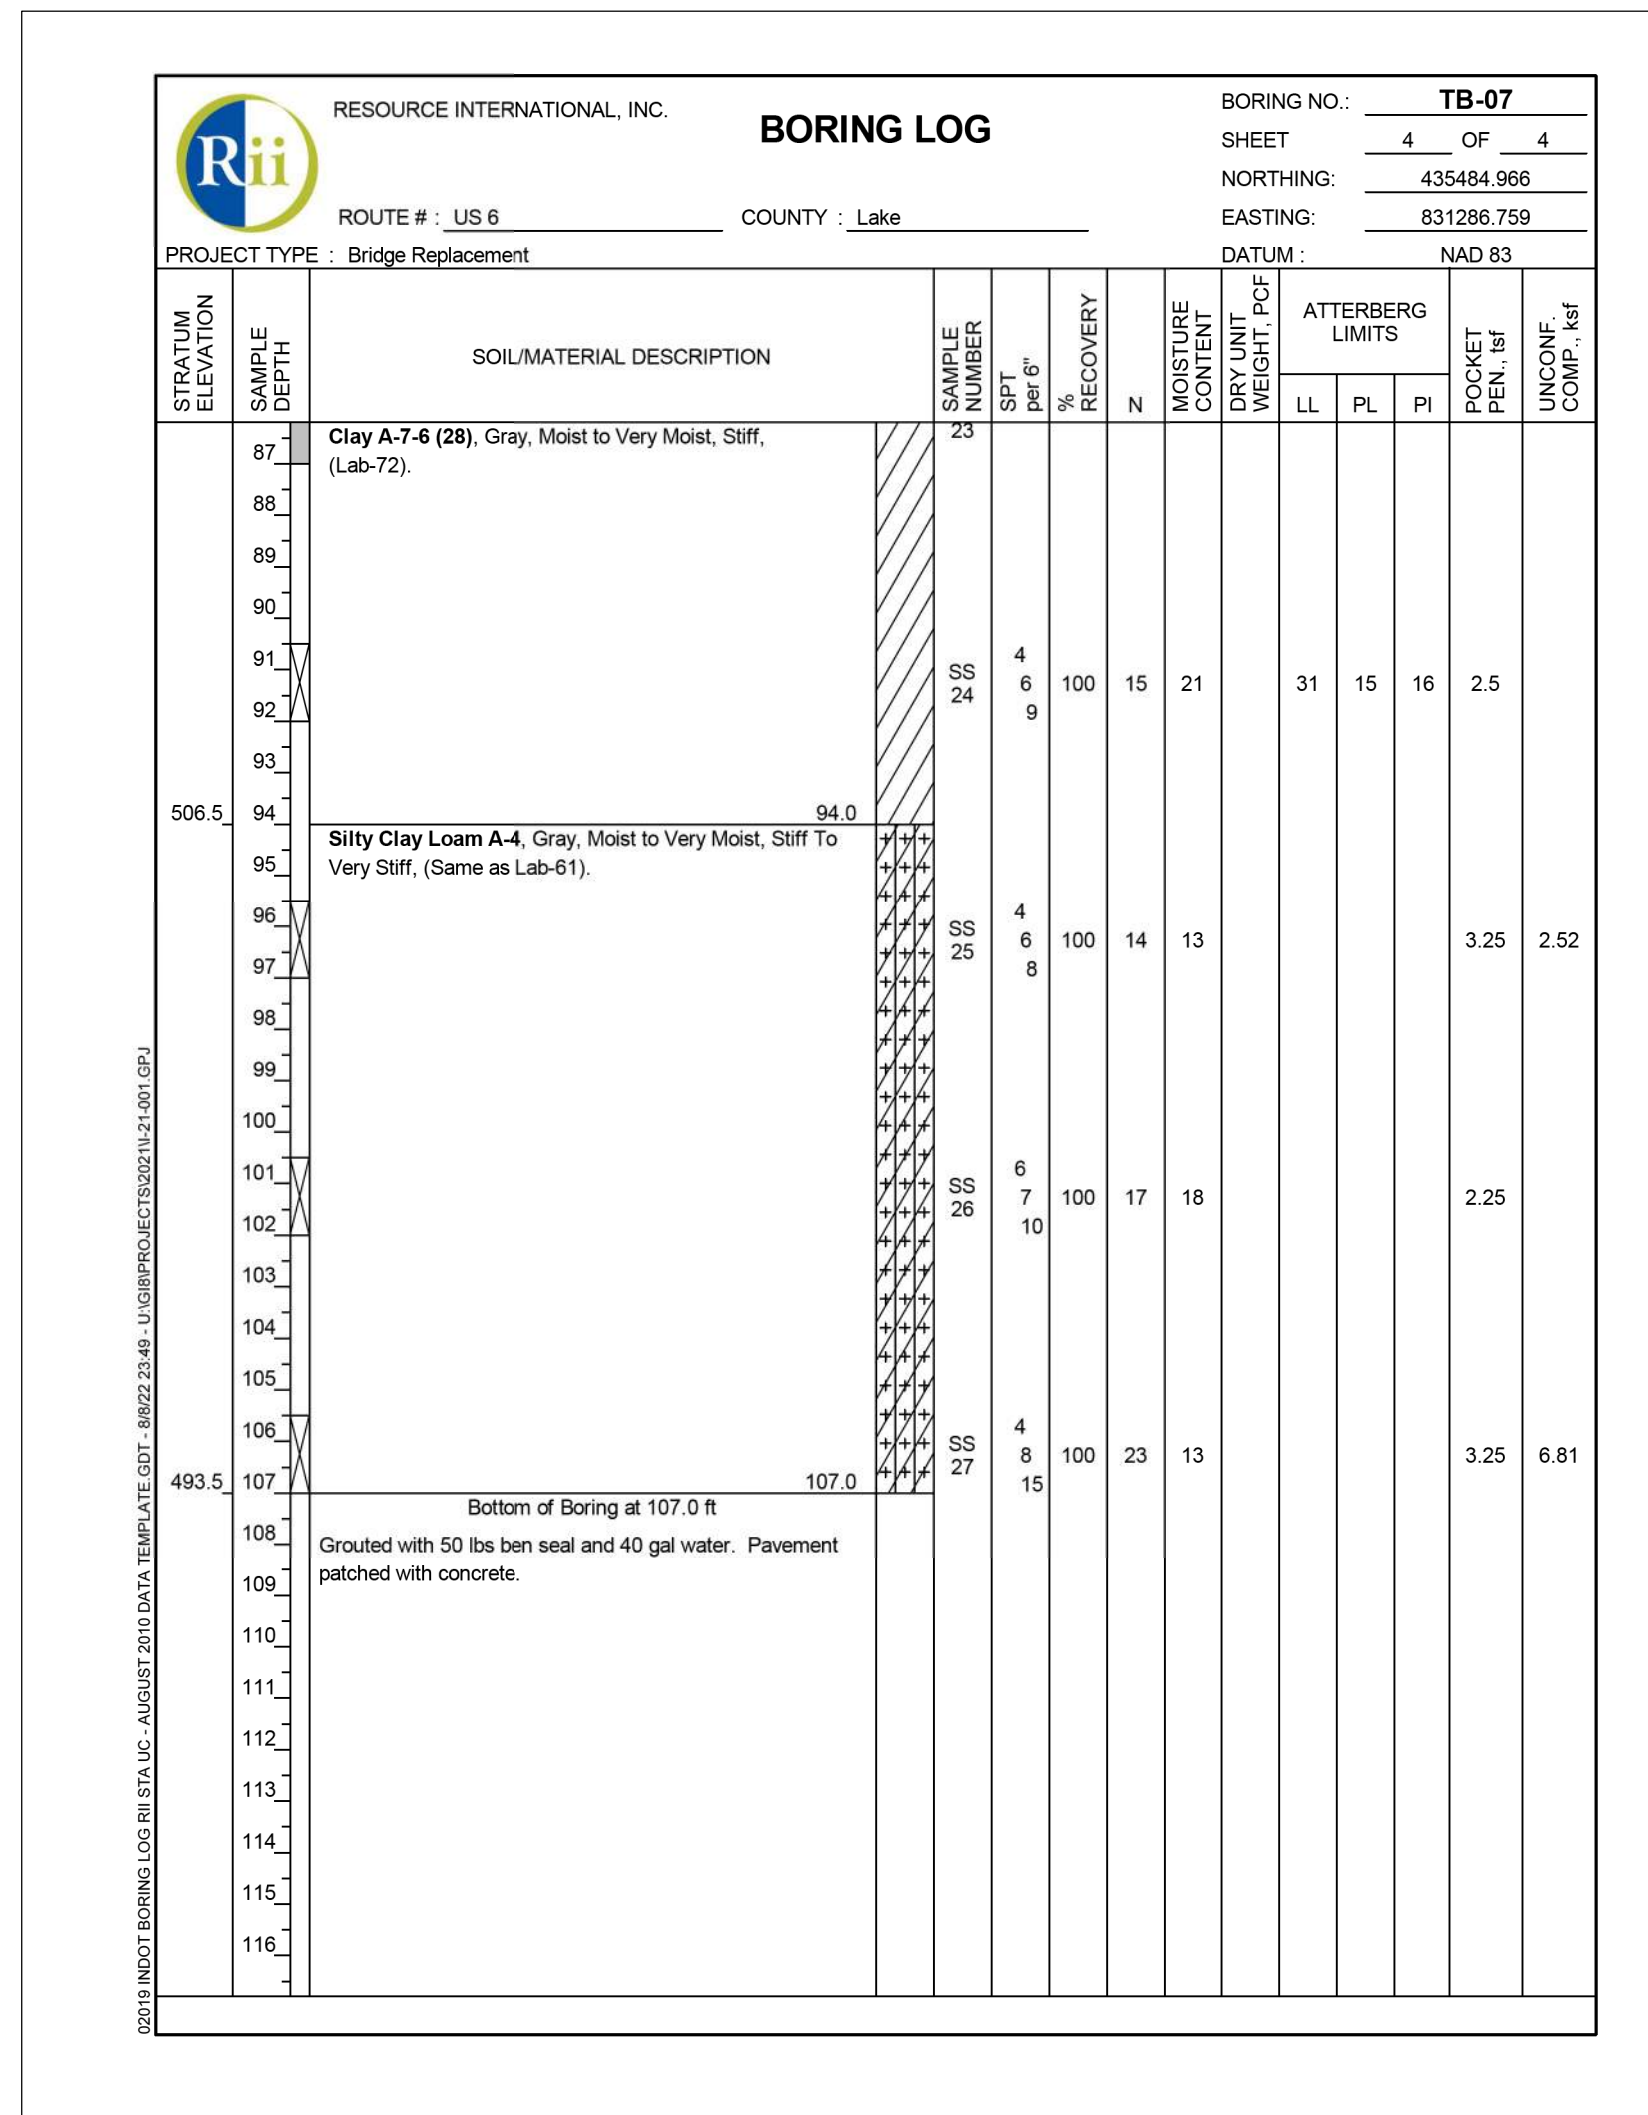 Rii
RESOURCE INTERNATIONAL, INC.
BORING LOG
BORING NO.: TB-07
SHEET 4 OF 4
NORTHING: 435484.966
ROUTE # : US 6 COUNTY : Lake EASTING: 831286.759
PROJECT TYPE : Bridge Replacement DATUM : NAD 83
STRATUM ELEVATION
SAMPLE DEPTH
SOIL/MATERIAL DESCRIPTION
SAMPLE NUMBER
SPT per 6"
% RECOVERY
N
MOISTURE CONTENT
DRY UNIT WEIGHT, PCF
ATTERBERG LIMITS
LL PL PI
POCKET PEN., tsf
UNCONF. COMP., ksf
Clay A-7-6 (28), Gray, Moist to Very Moist, Stiff, 23
87
(Lab-72).
88
89
90
91 4
SS 6 100 15 21 31 15 16 2.5
24
92 9
93
506.5 94 94.0
Silty Clay Loam A-4, Gray, Moist to Very Moist, Stiff To
95 Very Stiff, (Same as Lab-61).
96 4
SS 6 100 14 13 3.25 2.52
25
97 8
98
99
100
101 6
SS 7 100 17 18 2.25
26
102 10
103
104
105
106 4
SS 8 100 23 13 3.25 6.81
27
493.5 107 107.0 15
Bottom of Boring at 107.0 ft
108
Grouted with 50 lbs ben seal and 40 gal water. Pavement
109 patched with concrete.
110
111
112
113
114
115
116
02019 INDOT BORING LOG RII STA UC - AUGUST 2010 DATA TEMPLATE.GDT - 8/8/22 23:49 - U:\GI8\PROJECTS\2021\I-21-001.GPJ